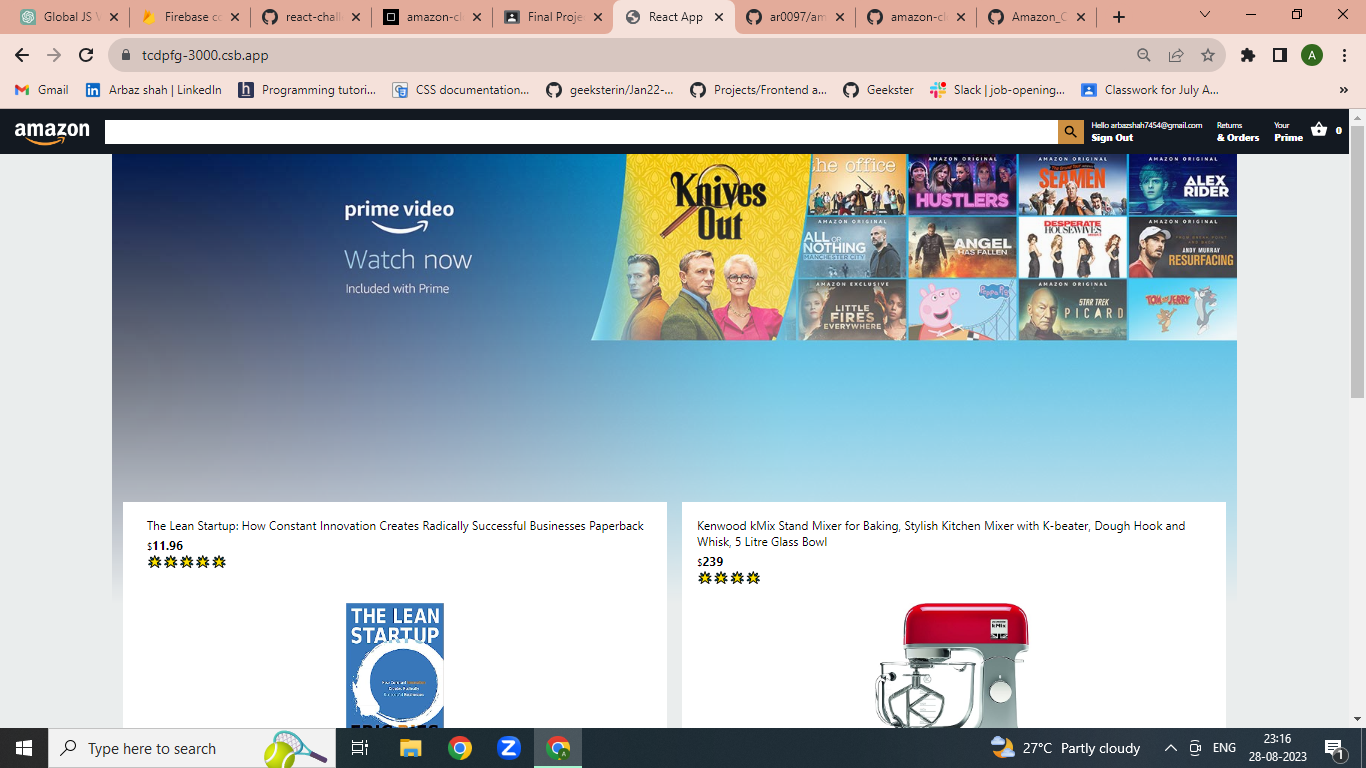 Global JS
Firebase co
react-chall
amazon-cl
Final Proje
React App
ar0097/am
amazon-cl
Amazon_C
tcdpfg-3000.csb.app
A
Gmail
Arbaz shah | LinkedIn
Programming tutori...
CSS documentation...
geeksterin/Jan22-...
Projects/Frontend a...
Geekster
Slack | job-opening...
Classwork for July A...
»
amazon
Hello arbazshah7454@gmail.com
Sign Out
Returns
& Orders
Your
Prime
0
prime video
Watch now
Included with Prime
Knives
Out
the office
AMAZON ORIGINAL
HUSTLERS
AMAZON ORIGINAL
SEAMEN
AMAZON ORIGINAL
ALEX
RIDER
AMAZON ORIGINAL
ALL OR
NOTHING
MANCHESTER CITY
ANGEL
HAS FALLEN
DESPERATE
HOUSEWIVES
AMAZON ORIGINAL
ANDY MURRAY
RESURFACING
AMAZON EXCLUSIVE
LITTLE
FIRES
EVERYWHERE
Peppa Pig
AMAZON ORIGINAL
STAR TREK
PICARD
TOM AND JERRY
The Lean Startup: How Constant Innovation Creates Radically Successful Businesses Paperback
$11.96
THE LEAN
STARTUP
Kenwood kMix Stand Mixer for Baking, Stylish Kitchen Mixer with K-beater, Dough Hook and
Whisk, 5 Litre Glass Bowl
$239
kMix
Type here to search
27°C Partly cloudy
ENG
23:16
28-08-2023
1